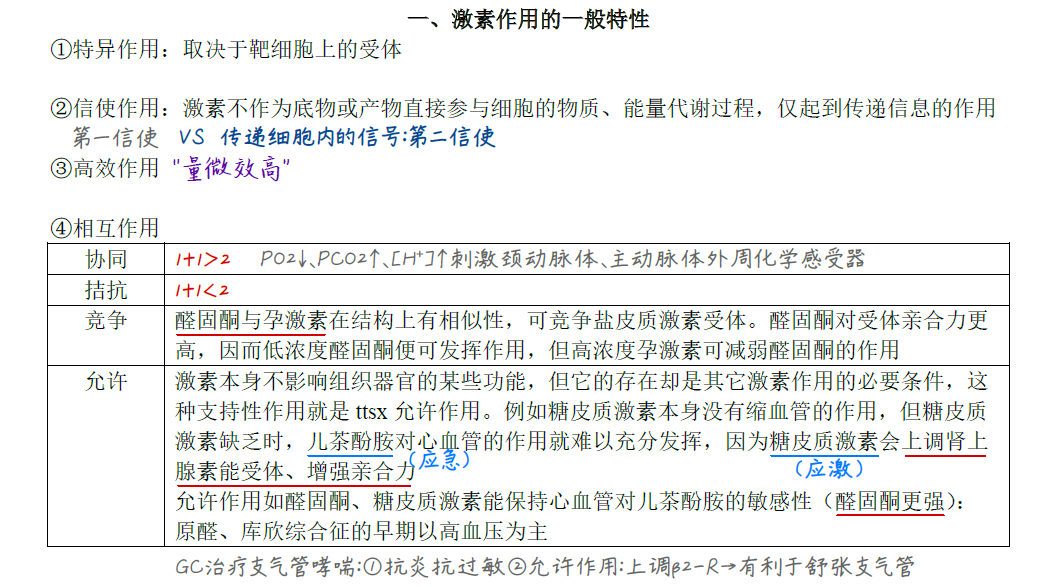 一、激素作用的一般特性
①特异作用：取决于靶细胞上的受体
②信使作用：激素不作为底物或产物直接参与细胞的物质、能量代谢过程，仅起到传递信息的作用
第一信使 VS 传递细胞内的信号:第二信使
③高效作用 "量微效高"
④相互作用
协同 1+1>2 PO2↓、PCO2↑、[H⁺]↑刺激颈动脉体、主动脉体外周化学感受器
拮抗 1+1<2
竞争 醛固酮与孕激素在结构上有相似性，可竞争盐皮质激素受体。醛固酮对受体亲合力更
高，因而低浓度醛固酮便可发挥作用，但高浓度孕激素可减弱醛固酮的作用
允许 激素本身不影响组织器官的某些功能，但它的存在却是其它激素作用的必要条件，这
种支持性作用就是 ttsx 允许作用。例如糖皮质激素本身没有缩血管的作用，但糖皮质
激素缺乏时，儿茶酚胺对心血管的作用就难以充分发挥，因为糖皮质激素会上调肾上
(应急) (应激)
腺素能受体、增强亲合力
允许作用如醛固酮、糖皮质激素能保持心血管对儿茶酚胺的敏感性（醛固酮更强）：
原醛、库欣综合征的早期以高血压为主
GC治疗支气管哮喘:①抗炎抗过敏②允许作用:上调β2-R→有利于舒张支气管